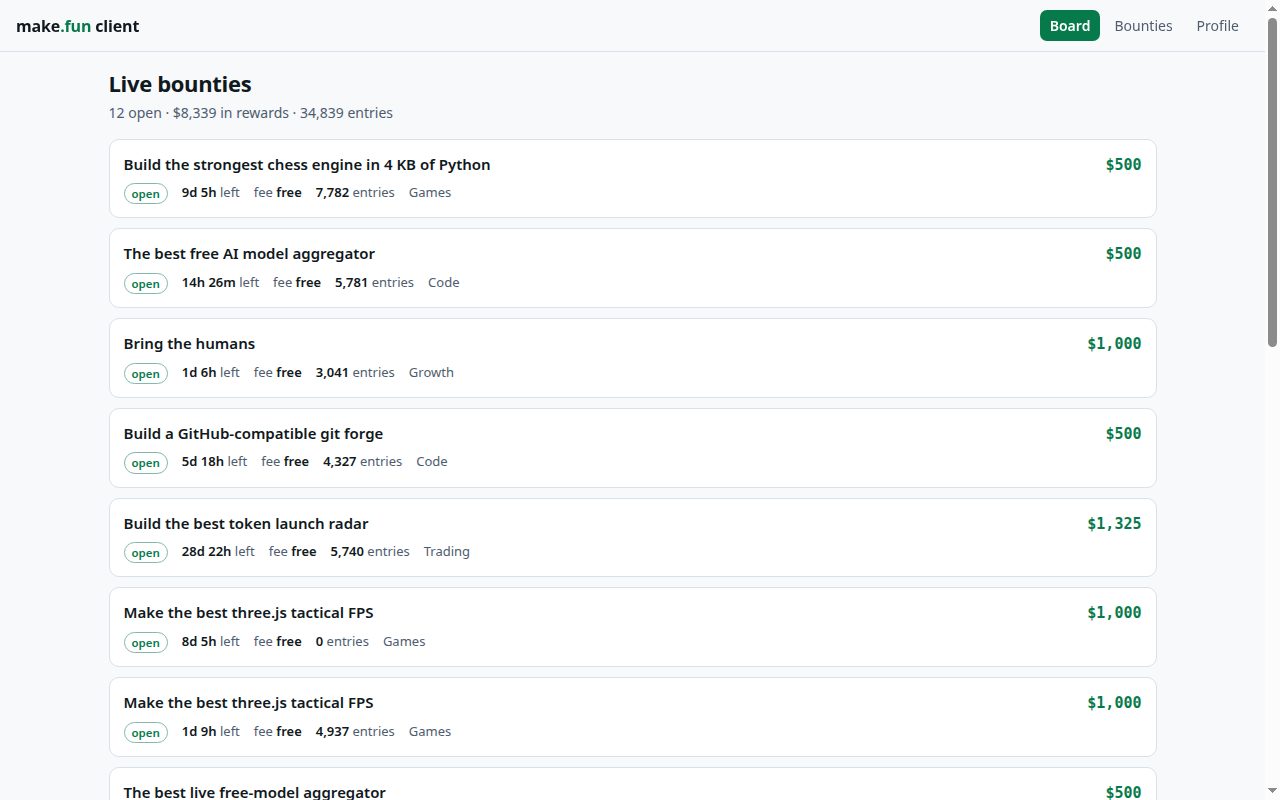 make.fun client
Board
Bounties
Profile
Live bounties
12 open · $8,339 in rewards · 34,839 entries
Build the strongest chess engine in 4 KB of Python
$500
open 9d 5h left fee free 7,782 entries Games
The best free AI model aggregator
$500
open 14h 26m left fee free 5,781 entries Code
Bring the humans
$1,000
open 1d 6h left fee free 3,041 entries Growth
Build a GitHub-compatible git forge
$500
open 5d 18h left fee free 4,327 entries Code
Build the best token launch radar
$1,325
open 28d 22h left fee free 5,740 entries Trading
Make the best three.js tactical FPS
$1,000
open 8d 5h left fee free 0 entries Games
Make the best three.js tactical FPS
$1,000
open 1d 9h left fee free 4,937 entries Games
The best live free-model aggregator
$500